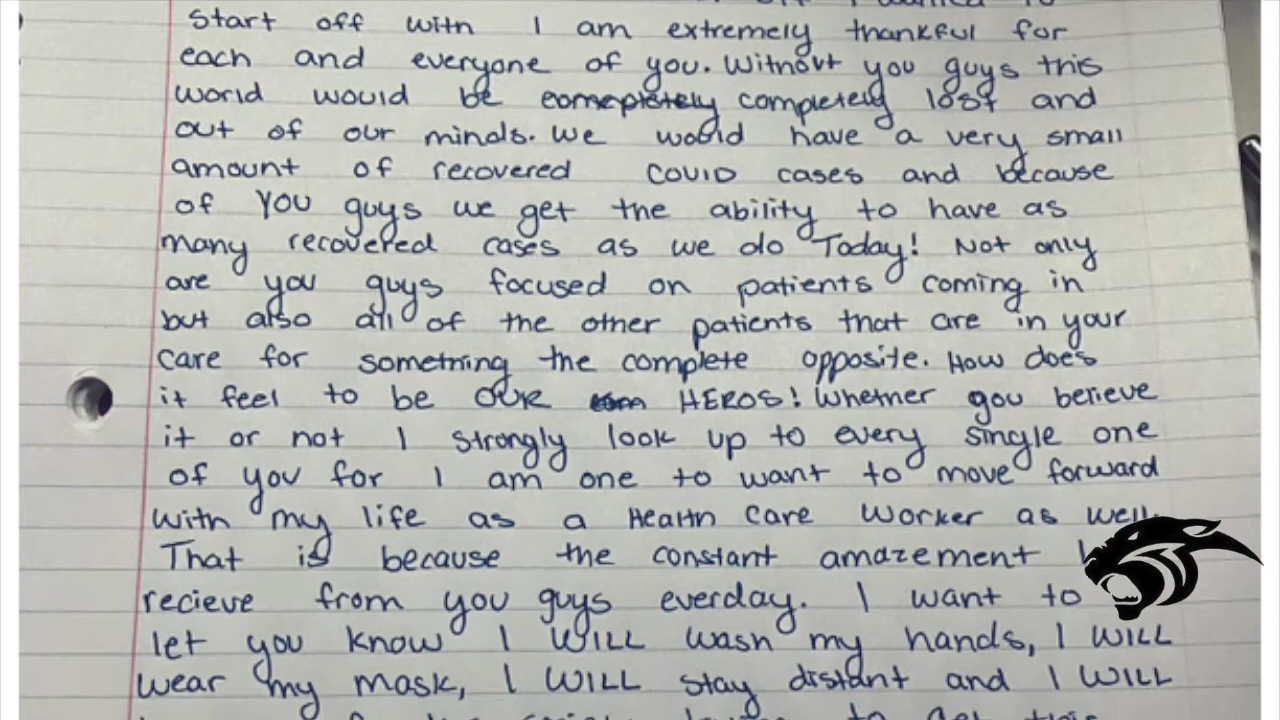 start off with I am extremely thankful for
each and everyone of you. Without you guys this
world would be completely lost and
out of our minds. We would have a very small
amount of recovered COVID cases and because
of YOU guys we get the ability to have as
many recovered cases as we do Today! Not only
are you guys focused on patients coming in
but also all of the other patients that are in your
care for something the complete opposite. How does
it feel to be OUR HEROS! Whether you believe
it or not I strongly look up to every single one
of you for I am one to want to move forward
with my life as a Health care worker as well.
That is because the constant amazement I
recieve from you guys everday. I want to
let you know I WILL wash my hands, I WILL
wear my mask, I WILL stay distant and I WILL